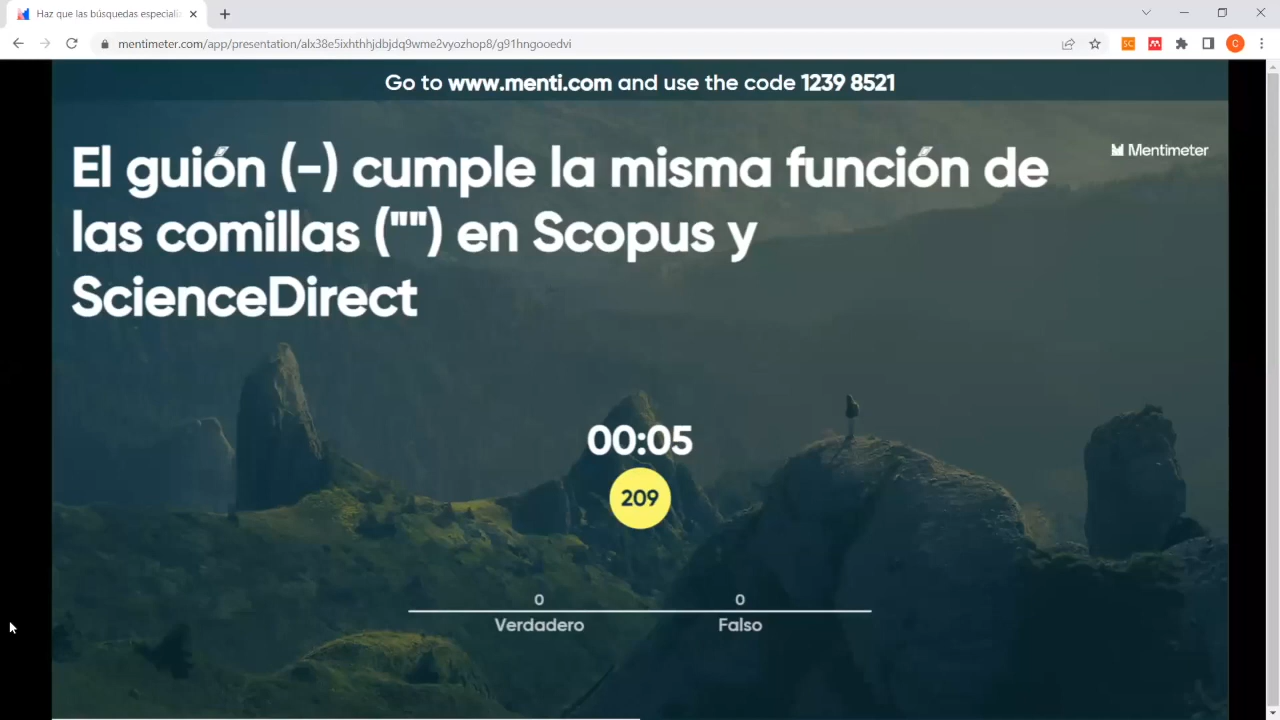 Haz que las búsquedas especiali
mentimeter.com/app/presentation/
SC
C
Go to www.menti.com and use the code 1239 8521
El guión (-) cumple la misma función de
las comillas ("") en Scopus y
ScienceDirect
Mentimeter
00:05
209
0 0
Verdadero Falso